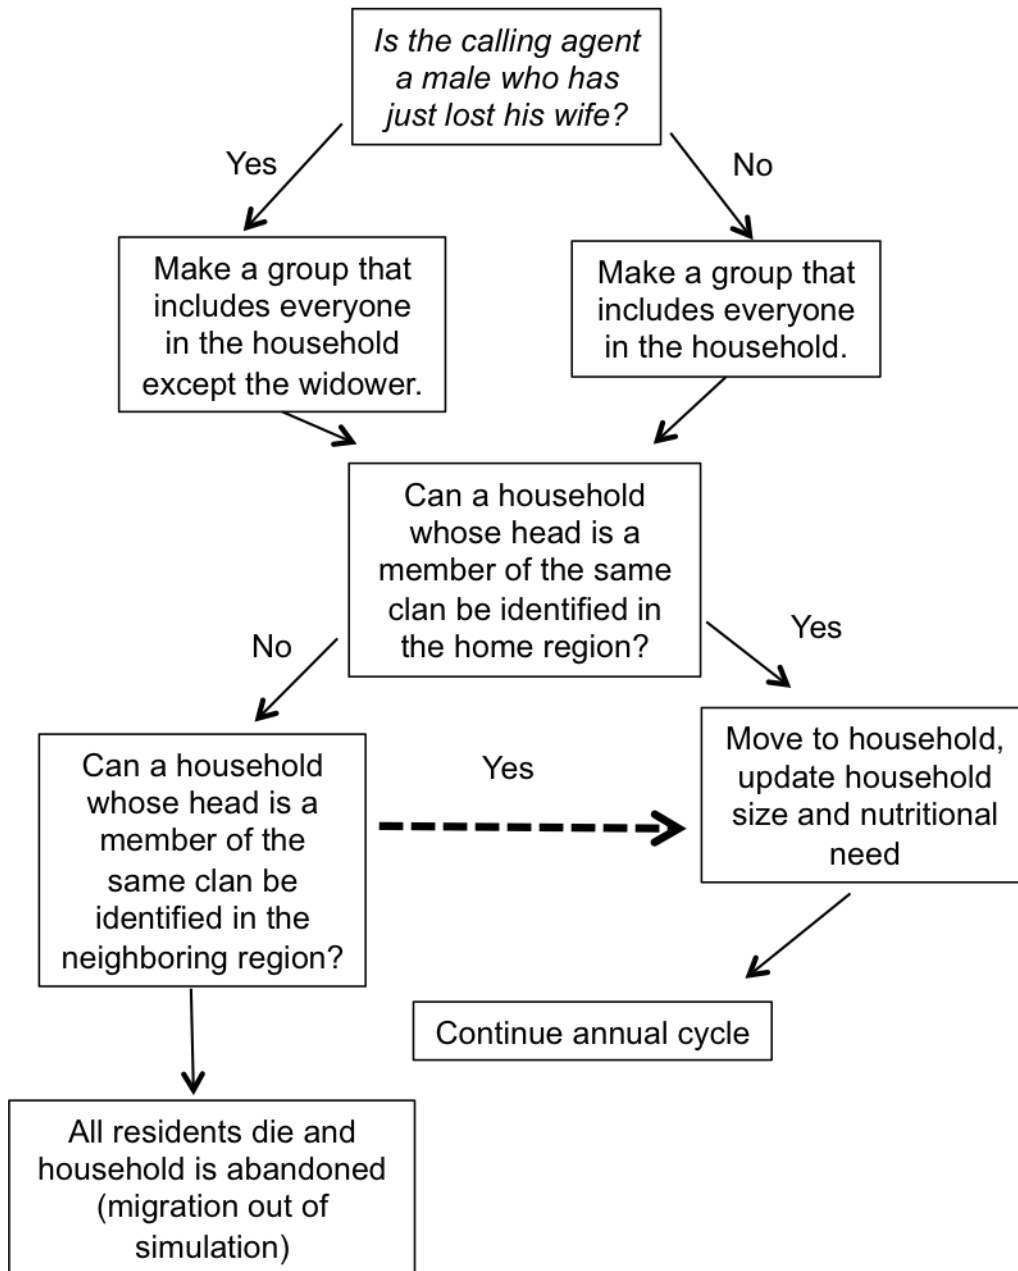 Is the calling agent
a male who has
just lost his wife?
Yes
No
Make a group that
includes everyone
in the household
except the widower.
Make a group that
includes everyone
in the household.
Can a household
whose head is a
member of the same
clan be identified in
the home region?
No
Yes
Can a household
whose head is a
member of the
same clan be
identified in the
neighboring region?
Yes
Move to household,
update household
size and nutritional
need
Continue annual cycle
All residents die and
household is abandoned
(migration out of
simulation)